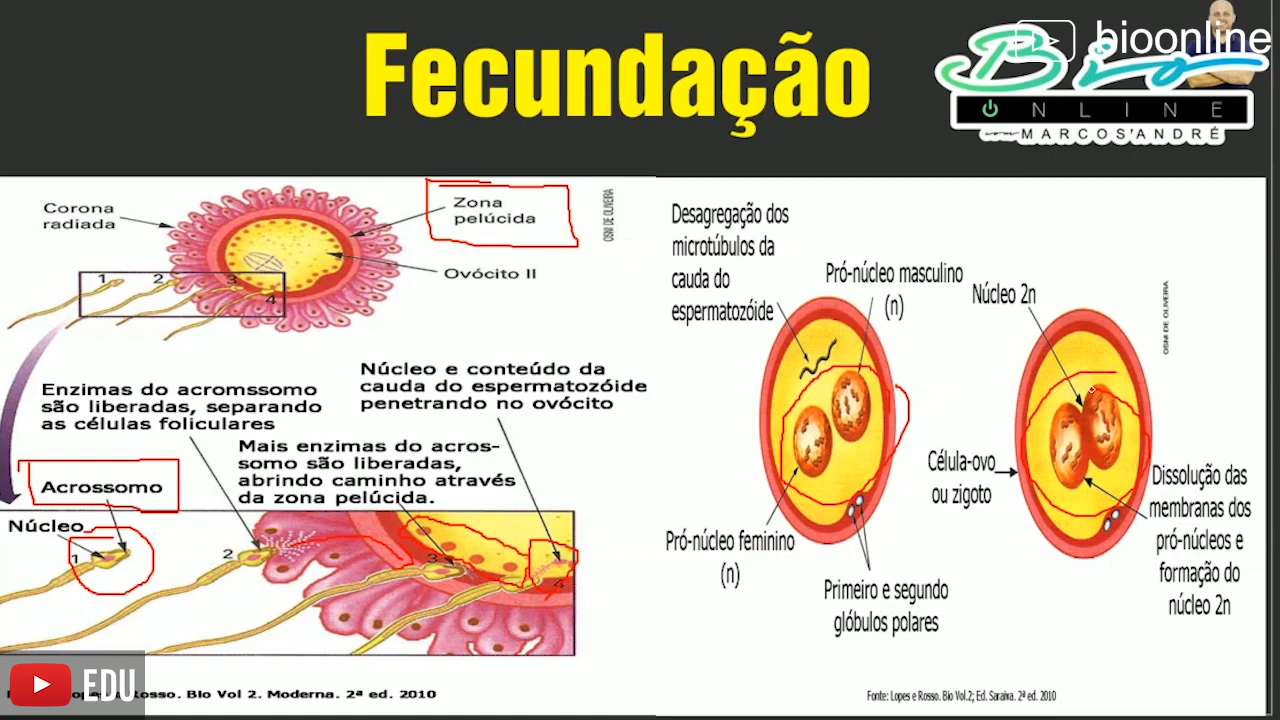 Fecundação
bioonline
Bio
ONLINE
com MARCOS ANDRÉ
Corona
radiada
Zona
pelúcida
Ovócito II
1
2
3
4
OSNI DE OLIVEIRA
Enzimas do acromssomo
são liberadas, separando
as células foliculares
Núcleo e conteúdo da
cauda do espermatozóide
penetrando no ovócito
Mais enzimas do acros-
somo são liberadas,
abrindo caminho através
da zona pelúcida.
Acrossomo
Núcleo
1
2
3
4
Rosso. Bio Vol 2. Moderna. 2ª ed. 2010
EDU
Desagregação dos
microtúbulos da
cauda do
espermatozóide
Pró-núcleo masculino
(n)
Núcleo 2n
OSNI DE OLIVEIRA
Pró-núcleo feminino
(n)
Primeiro e segundo
glóbulos polares
Célula-ovo
ou zigoto
Dissolução das
membranas dos
pró-núcleos e
formação do
núcleo 2n
Fonte: Lopes e Rosso. Bio Vol.2; Ed. Saraiva. 2ª ed. 2010